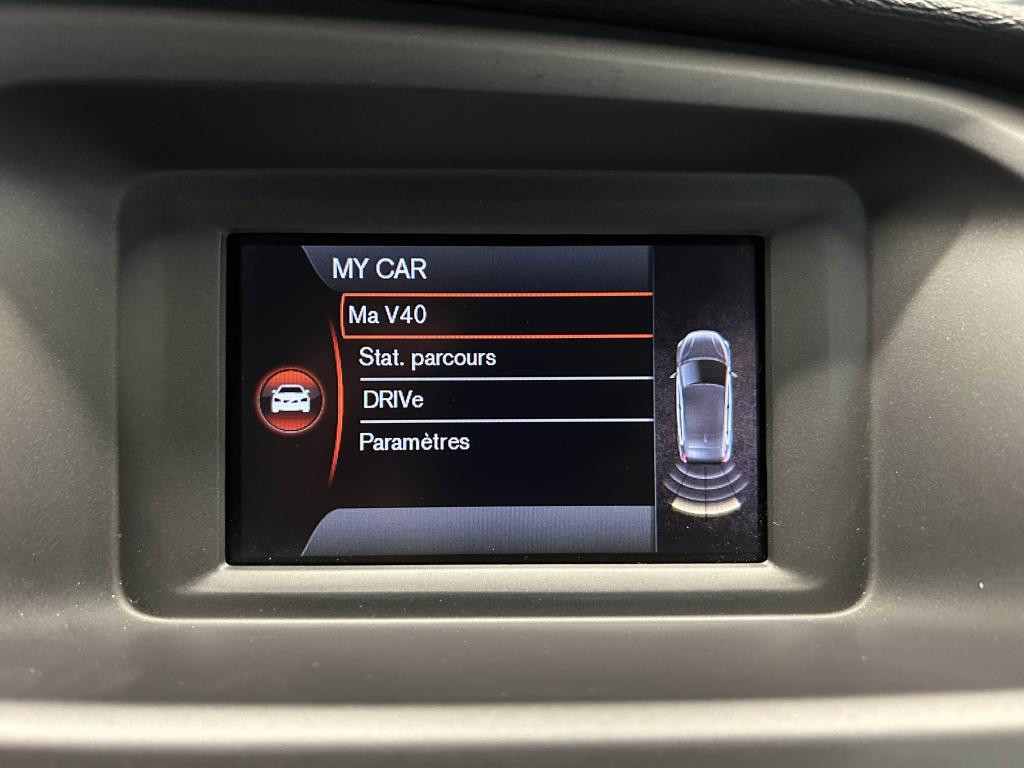 MY CAR
Ma V40
Stat. parcours
DRIVe
Paramètres